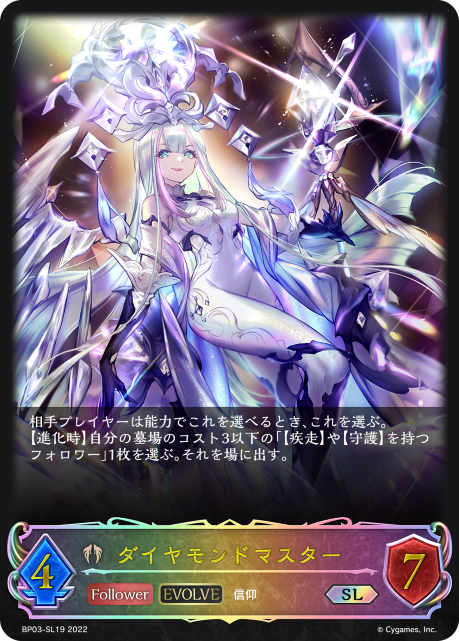 相手プレイヤーは能力でこれを選べるとき、これを選ぶ。
【進化時】自分の墓場のコスト3以下の「【疾走】や【守護】を持つ
フォロワー」1枚を選ぶ。それを場に出す。
4
ダイヤモンドマスター
7
Follower EVOLVE 信仰 SL
BP03-SL19 2022 © Cygames, Inc.